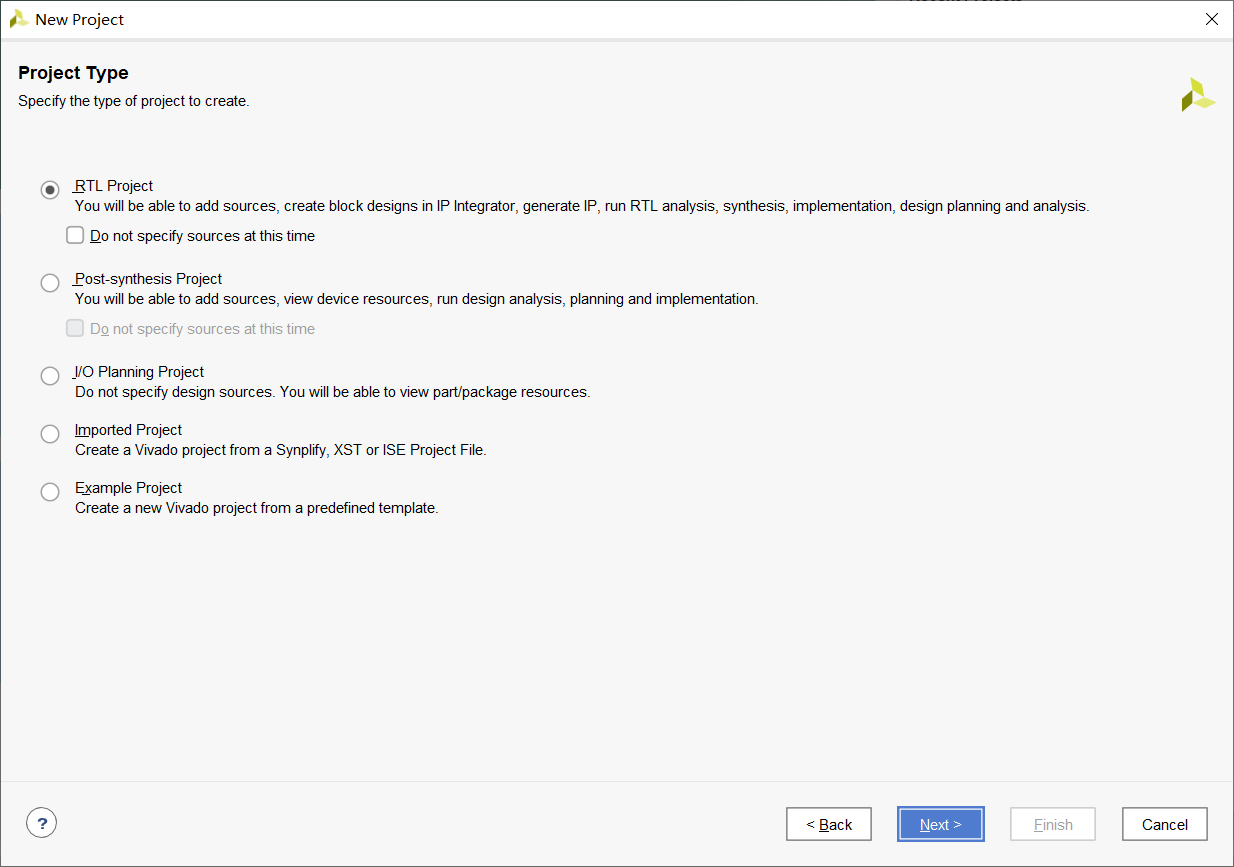 New Project
Project Type
Specify the type of project to create.
RTL Project
You will be able to add sources, create block designs in IP Integrator, generate IP, run RTL analysis, synthesis, implementation, design planning and analysis.
Do not specify sources at this time
Post-synthesis Project
You will be able to add sources, view device resources, run design analysis, planning and implementation.
Do not specify sources at this time
I/O Planning Project
Do not specify design sources. You will be able to view part/package resources.
Imported Project
Create a Vivado project from a Synplify, XST or ISE Project File.
Example Project
Create a new Vivado project from a predefined template.
?
< Back
Next >
Finish
Cancel